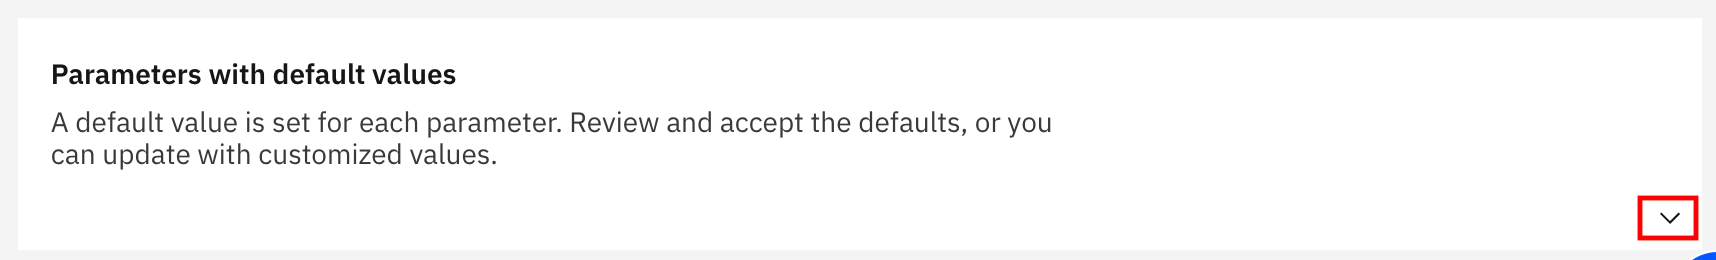 Parameters with default values
A default value is set for each parameter. Review and accept the defaults, or you
can update with customized values.